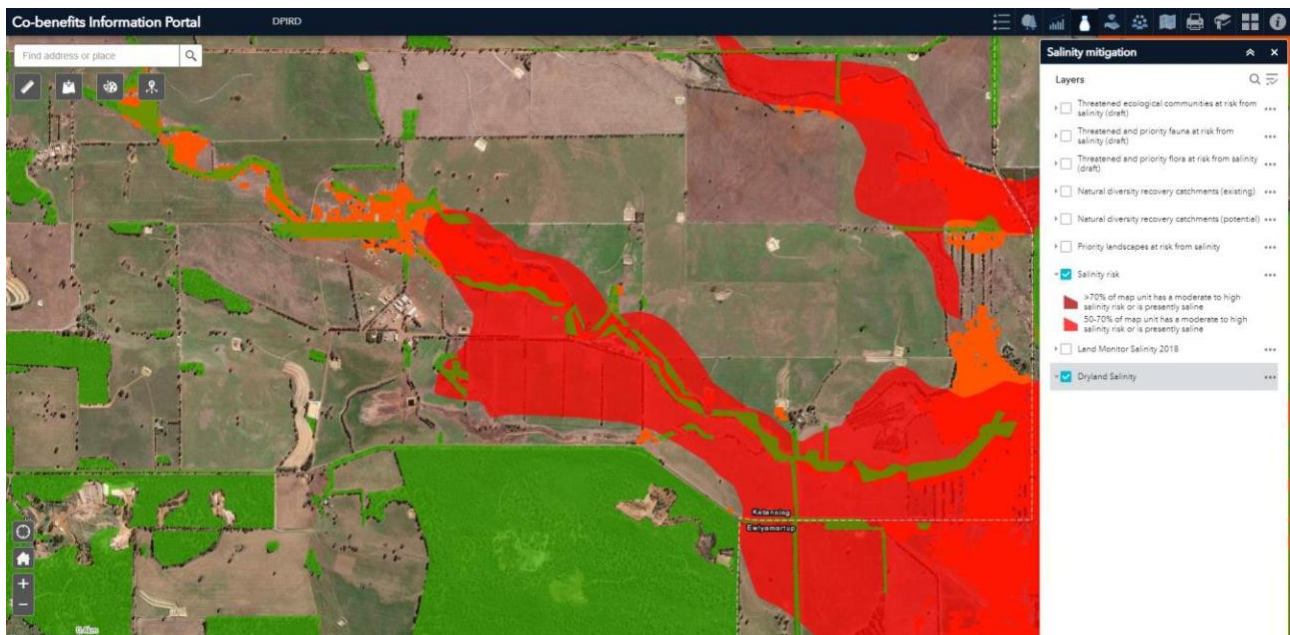 Co-benefits Information Portal
DPIRD
Find address or place
Salinity mitigation
Layers
Threatened ecological communities at risk from
salinity (draft)
Threatened and priority fauna at risk from
salinity (draft)
Threatened and priority flora at risk from salinity
(draft)
Natural diversity recovery catchments (existing)
Natural diversity recovery catchments (potential)
Priority landscapes at risk from salinity
Salinity risk
>70% of map unit has a moderate to high
salinity risk or is presently saline
50-70% of map unit has a moderate to high
salinity risk or is presently saline
Land Monitor Salinity 2018
Dryland Salinity
Katanning
Ewlyamartup
+
−
0.6km